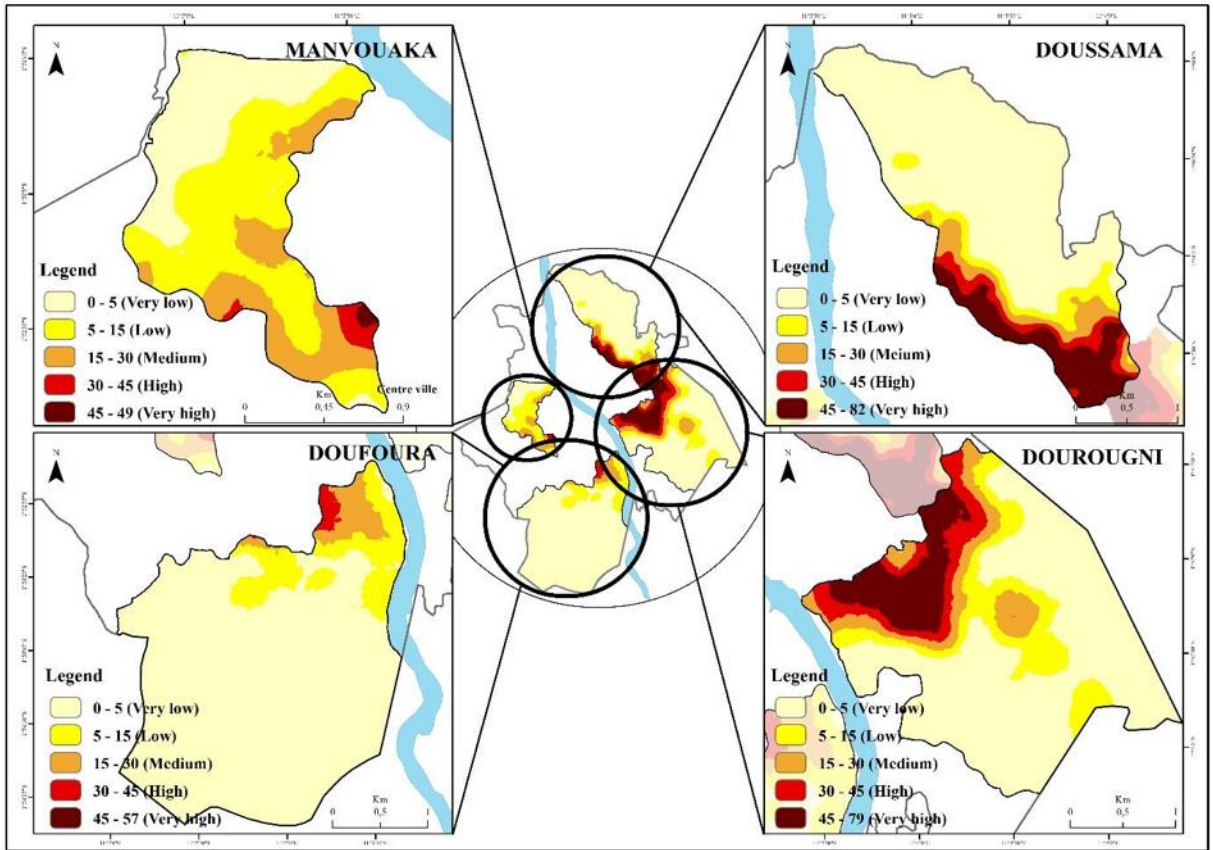 MANVOUAKA
N
Legend
0 - 5 (Very low)
5 - 15 (Low)
15 - 30 (Medium)
30 - 45 (High)
45 - 49 (Very high)
Centre ville
Km
0 0,15 0,3
DOUSSAMA
N
Legend
0 - 5 (Very low)
5 - 15 (Low)
15 - 30 (Mcium)
30 - 45 (High)
45 - 82 (Very high)
Km
0 0,5 1
DOUFOURA
N
Legend
0 - 5 (Very low)
5 - 15 (Low)
15 - 30 (Medium)
30 - 45 (High)
45 - 57 (Very high)
Km
0 0,5 1
DOUROUGNI
N
Legend
0 - 5 (Very low)
5 - 15 (Low)
15 - 30 (Medium)
30 - 45 (High)
45 - 79 (Very high)
Km
0 0,5 1